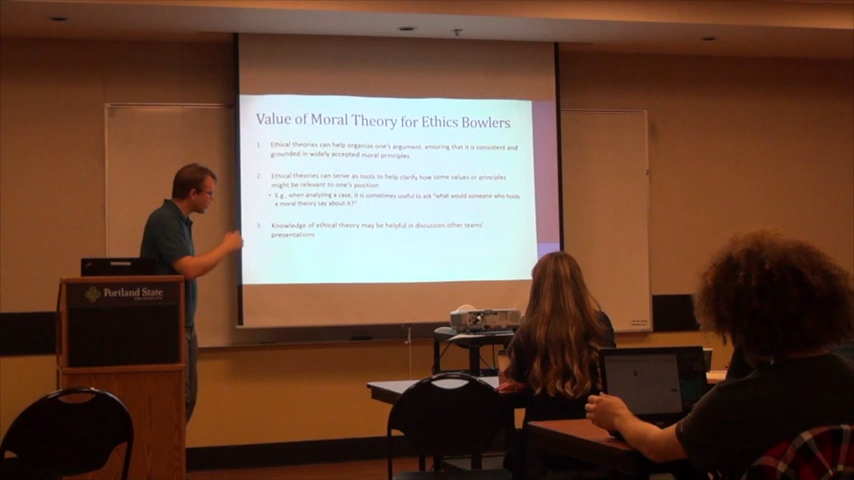 Value of Moral Theory for Ethics Bowlers
1. Ethical theories can help organize one's argument, ensuring that it is consistent and
grounded in widely accepted moral principles
2. Ethical theories can serve as tools to help clarify how some values or principles
might be relevant to one's position
• E.g., when analyzing a case, it is sometimes useful to ask "what would someone who holds
a moral theory say about it?"
3. Knowledge of ethical theory may be helpful in discussion other teams'
presentations
Portland State
UNIVERSITY